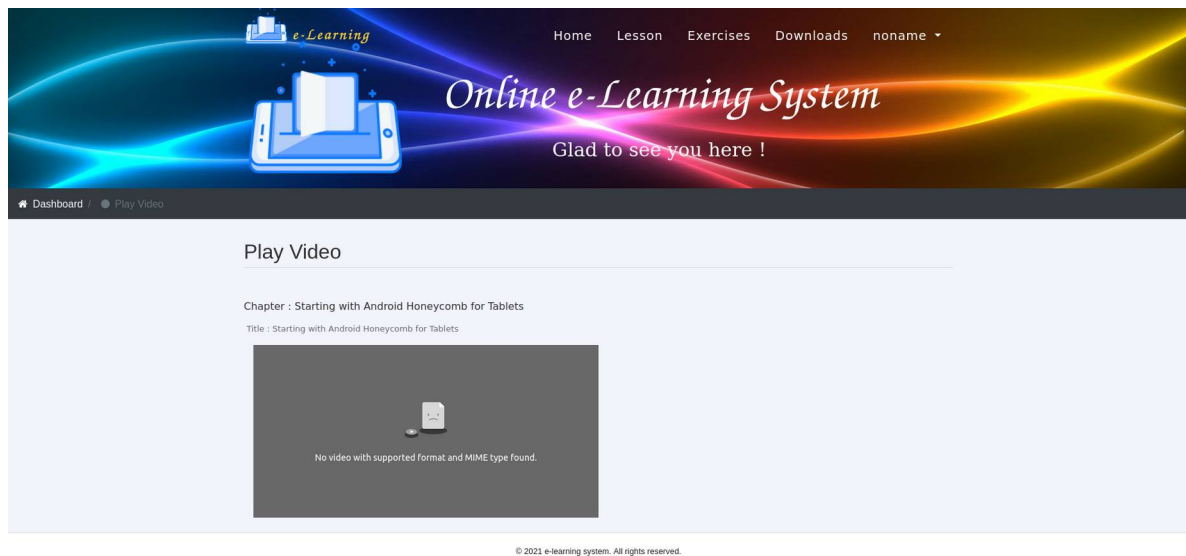 e-Learning
Home Lesson Exercises Downloads noname
Online e-Learning System
Glad to see you here !
Dashboard / Play Video
Play Video
Chapter : Starting with Android Honeycomb for Tablets
Title : Starting with Android Honeycomb for Tablets
No video with supported format and MIME type found.
© 2021 e-learning system. All rights reserved.